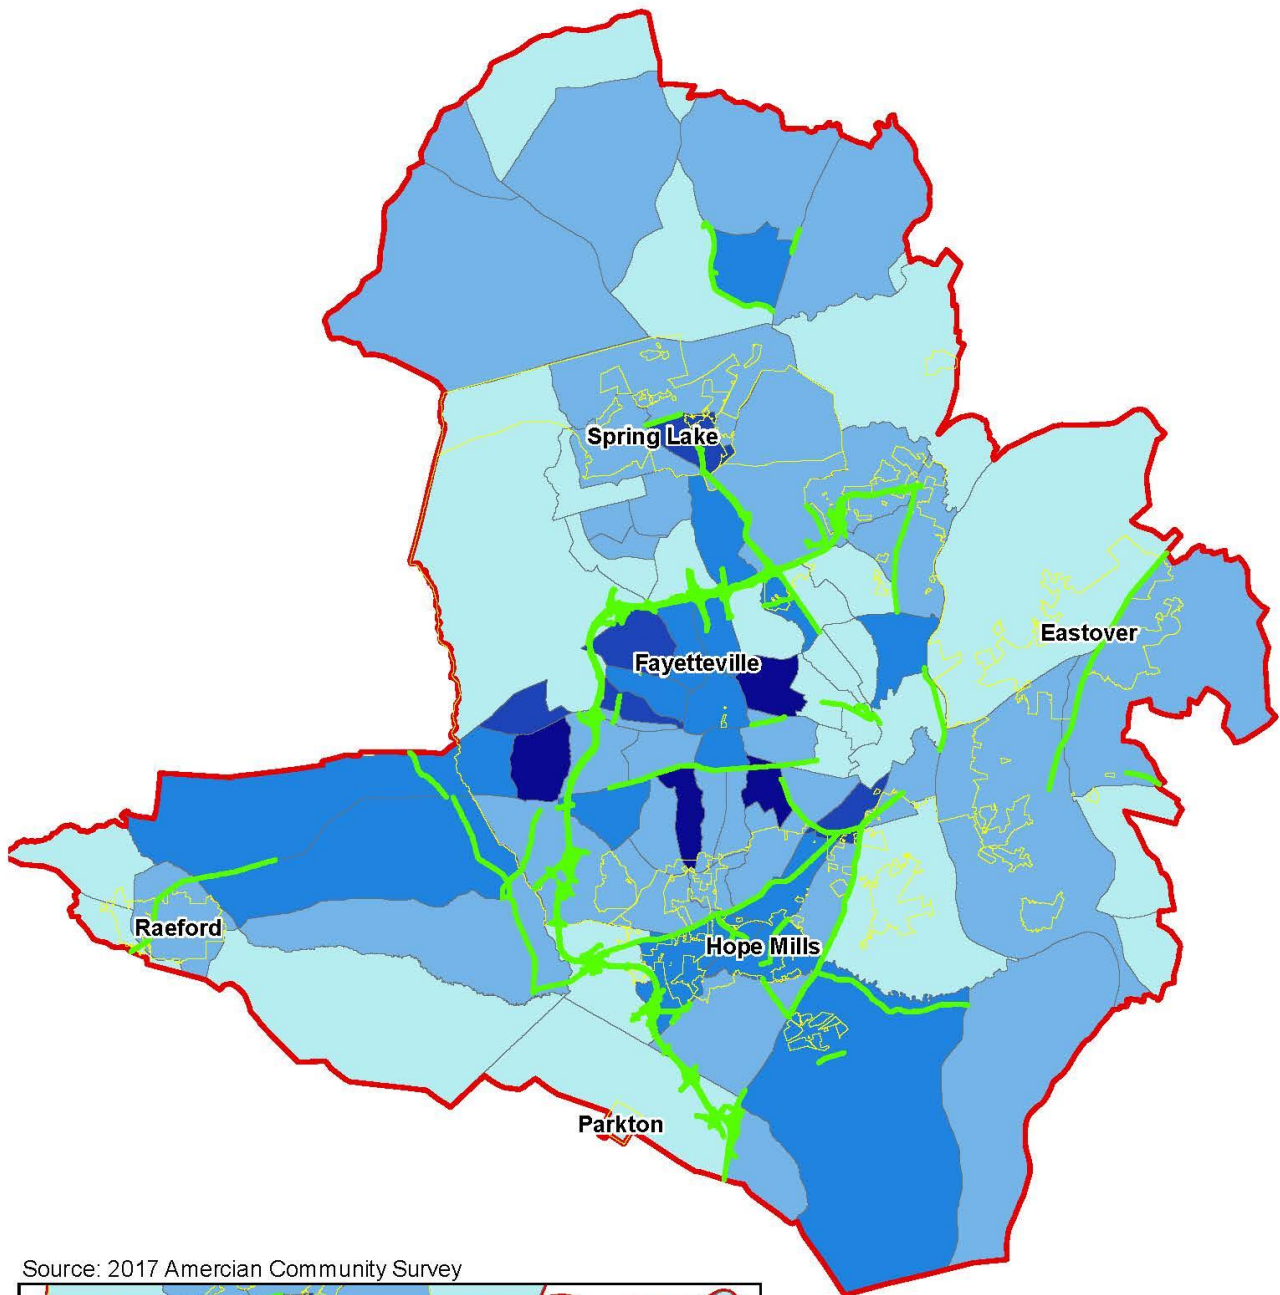 Spring Lake
Eastover
Fayetteville
Raeford
Hope Mills
Parkton
Source: 2017 Amercian Community Survey